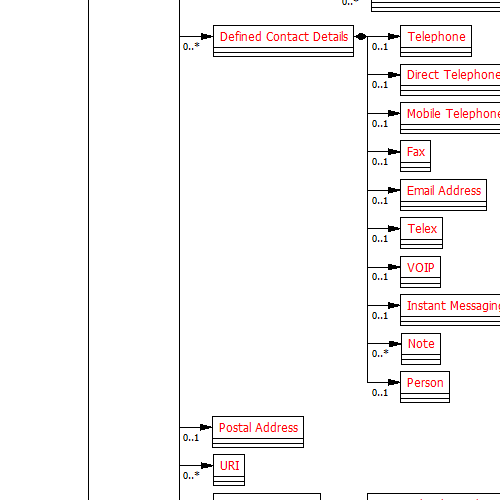 0..*
Defined Contact Details
0..*
Telephone
0..1
Direct Telephone
0..1
Mobile Telephone
0..1
Fax
0..1
Email Address
0..1
Telex
0..1
VOIP
0..1
Instant Messaging
0..1
Note
0..*
Person
0..1
Postal Address
0..1
URI
0..*